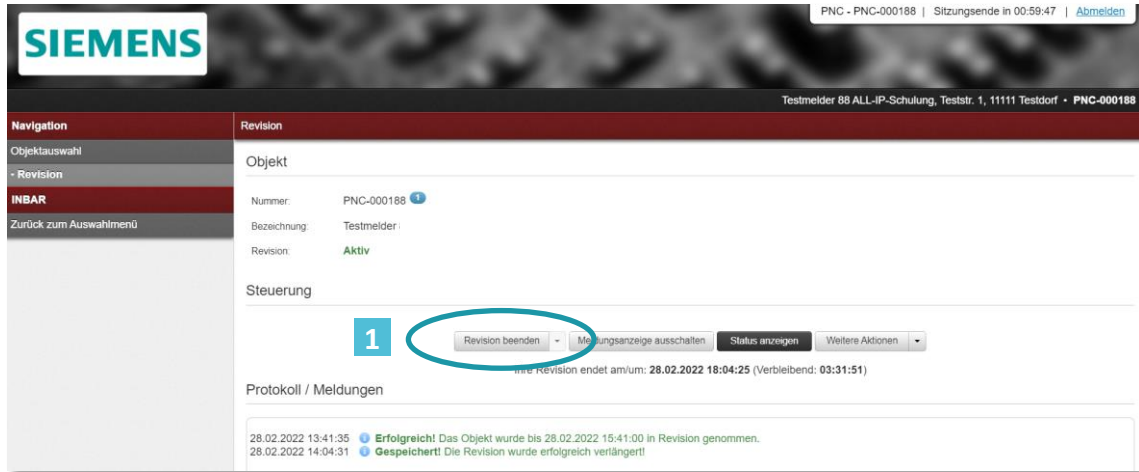 PNC - PNC-000188 | Sitzungsende in 00:59:47 | Abmelden
SIEMENS
Testmelder 88 ALL-IP-Schulung, Teststr. 1, 11111 Testdorf • PNC-000188
Navigation
Revision
Objektauswahl
- Revision
INBAR
Zurück zum Auswahlmenü
Objekt
Nummer: PNC-000188 1
Bezeichnung: Testmelder
Revision: Aktiv
Steuerung
1
Revision beenden Meldungsanzeige ausschalten Status anzeigen Weitere Aktionen
Ihre Revision endet am/um: 28.02.2022 18:04:25 (Verbleibend: 03:31:51)
Protokoll / Meldungen
28.02.2022 13:41:35 Erfolgreich! Das Objekt wurde bis 28.02.2022 15:41:00 in Revision genommen.
28.02.2022 14:04:31 Gespeichert! Die Revision wurde erfolgreich verlängert!